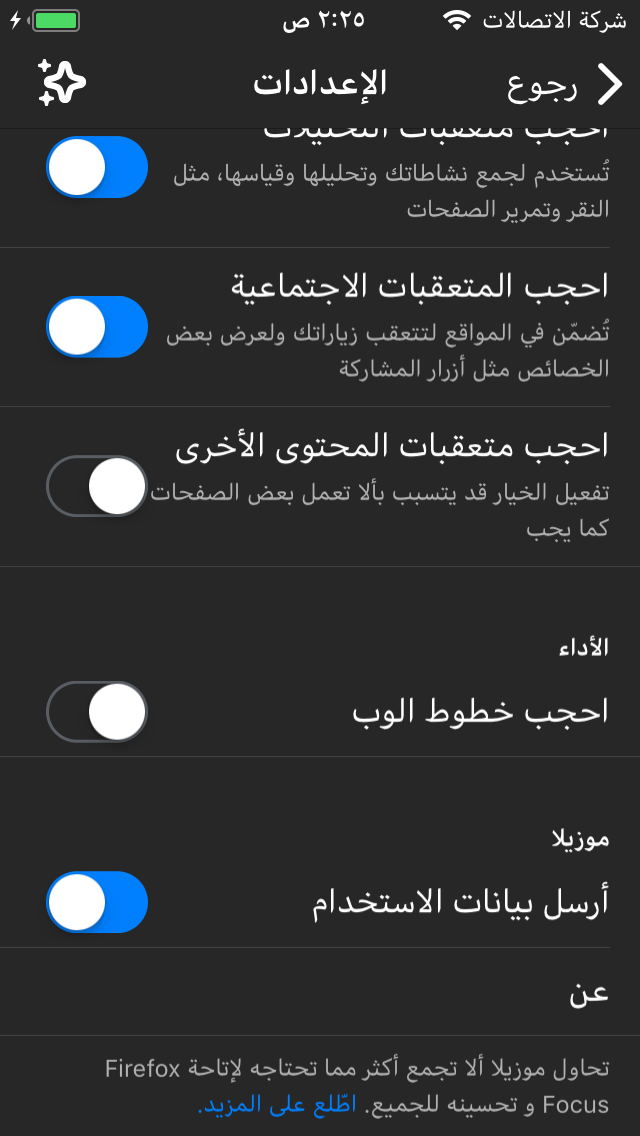 شركة الاتصالات ٢:٢٥ ص
رجوع الإعدادات
احجب متعقبات التحليلات
تُستخدم لجمع نشاطاتك وتحليلها وقياسها، مثل
النقر وتمرير الصفحات
احجب المتعقبات الاجتماعية
تُضمّن في المواقع لتتعقب زياراتك ولعرض بعض
الخصائص مثل أزرار المشاركة
احجب متعقبات المحتوى الأخرى
تفعيل الخيار قد يتسبب بألا تعمل بعض الصفحات
كما يجب
الأداء
احجب خطوط الوب
موزيلا
أرسل بيانات الاستخدام
عن
تحاول موزيلا ألا تجمع أكثر مما تحتاجه لإتاحة Firefox
Focus و تحسينه للجميع. اطّلع على المزيد.